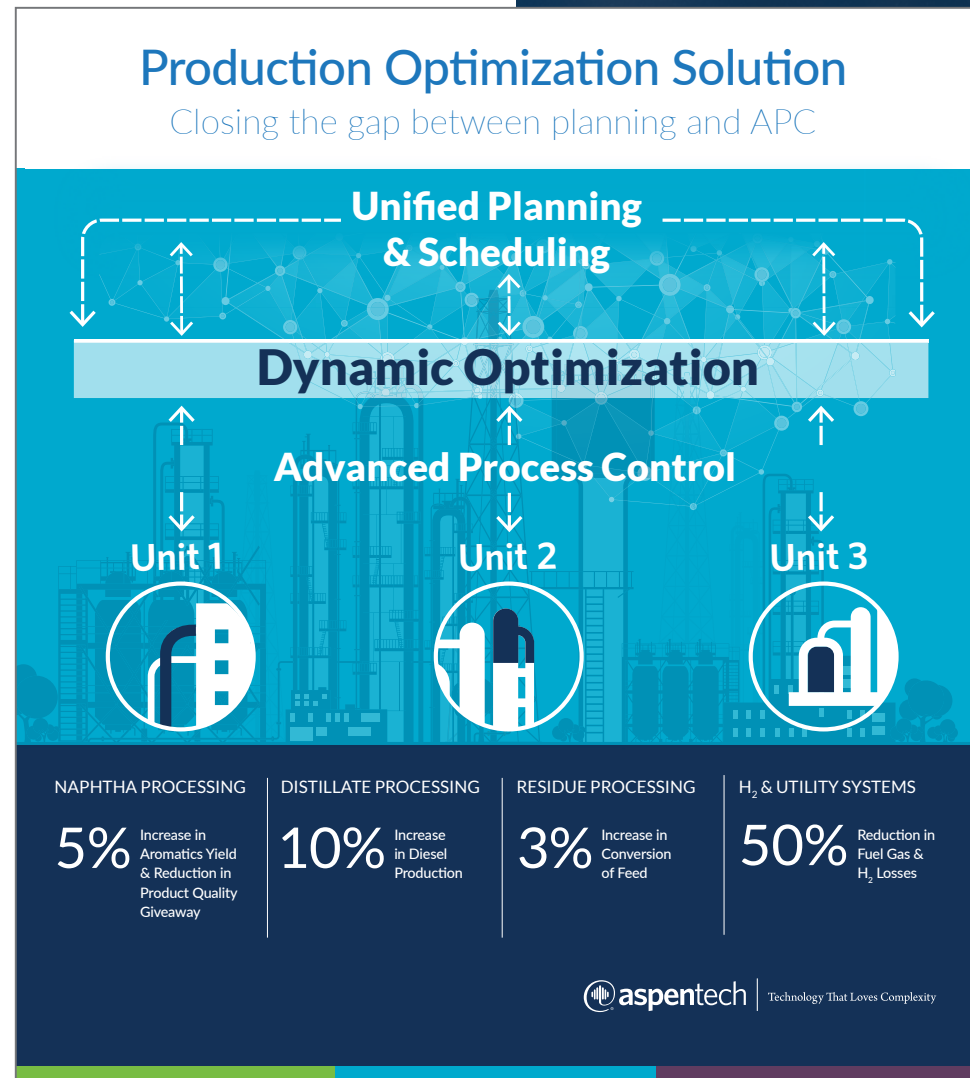 Production Optimization Solution
Closing the gap between planning and APC
Unified Planning
& Scheduling
Dynamic Optimization
Advanced Process Control
Unit 1
Unit 2
Unit 3
NAPHTHA PROCESSING
5%
Increase in
Aromatics Yield
& Reduction in
Product Quality
Giveaway
DISTILLATE PROCESSING
10%
Increase
in Diesel
Production
RESIDUE PROCESSING
3%
Increase in
Conversion
of Feed
H₂ & UTILITY SYSTEMS
50%
Reduction in
Fuel Gas &
H₂ Losses
aspentech
Technology That Loves Complexity